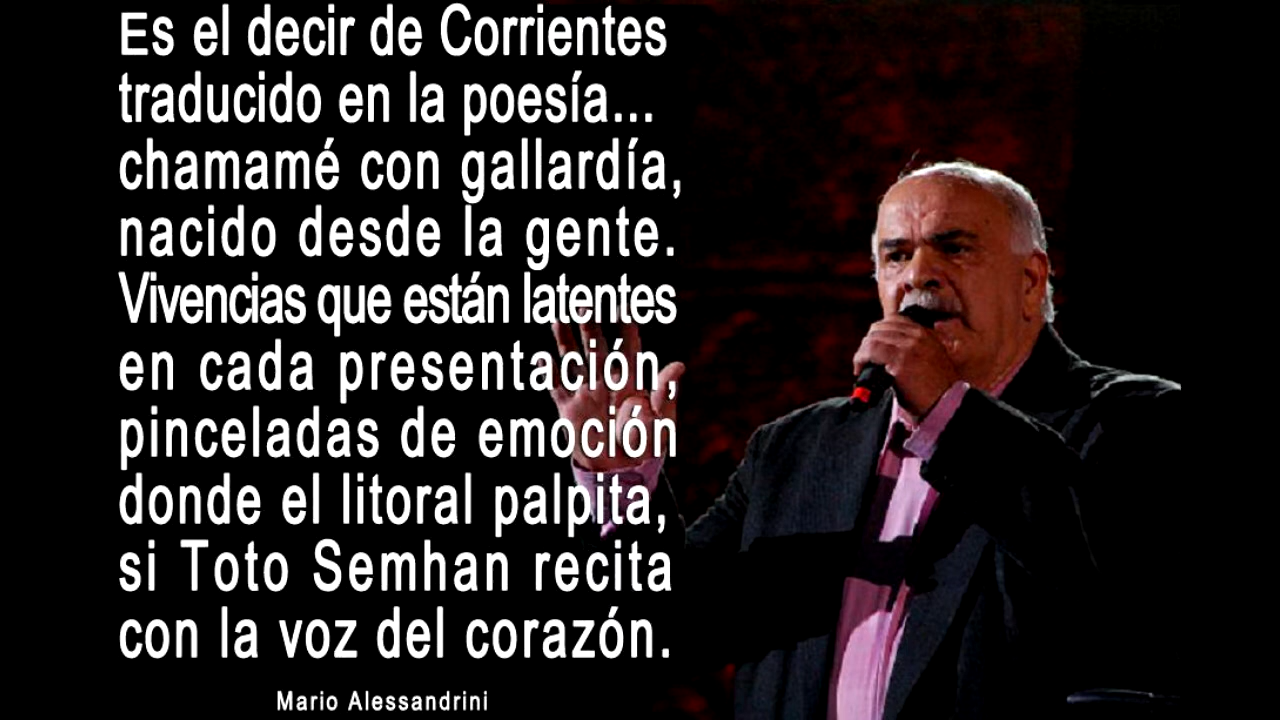 Es el decir de Corrientes
traducido en la poesía...
chamamé con gallardía,
nacido desde la gente.
Vivencias que están latentes
en cada presentación,
pinceladas de emoción
donde el litoral palpita,
si Toto Semhan recita
con la voz del corazón.
Mario Alessandrini